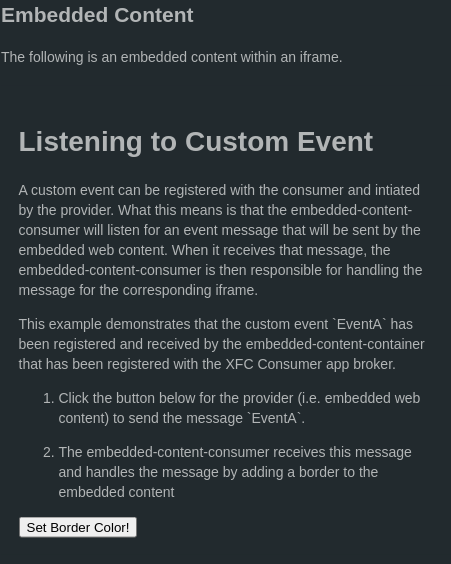 Embedded Content
The following is an embedded content within an iframe.
Listening to Custom Event
A custom event can be registered with the consumer and intiated
by the provider. What this means is that the embedded-content-
consumer will listen for an event message that will be sent by the
embedded web content. When it receives that message, the
embedded-content-consumer is then responsible for handling the
message for the corresponding iframe.
This example demonstrates that the custom event `EventA` has
been registered and received by the embedded-content-container
that has been registered with the XFC Consumer app broker.
1. Click the button below for the provider (i.e. embedded web
content) to send the message `EventA`.
2. The embedded-content-consumer receives this message
and handles the message by adding a border to the
embedded content
Set Border Color!